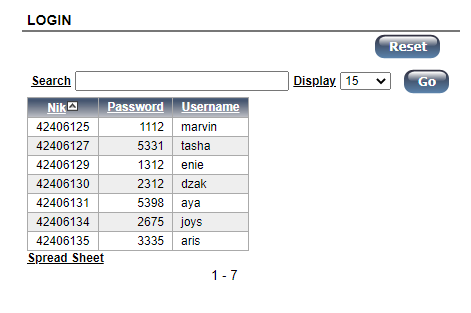 LOGIN
Reset
Search Display 15 Go
Nik Password Username
42406125 1112 marvin
42406127 5331 tasha
42406129 1312 enie
42406130 2312 dzak
42406131 5398 aya
42406134 2675 joys
42406135 3335 aris
Spread Sheet
1 - 7